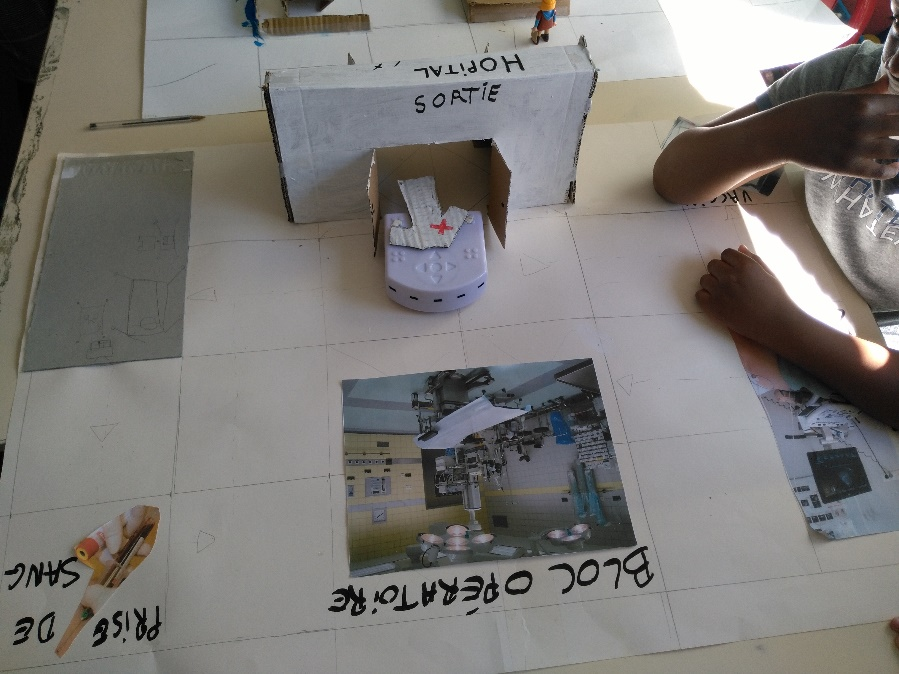 HOPITAL
SORTIE
BLOC OPÉRATOIRE
PRISE DE
SANG